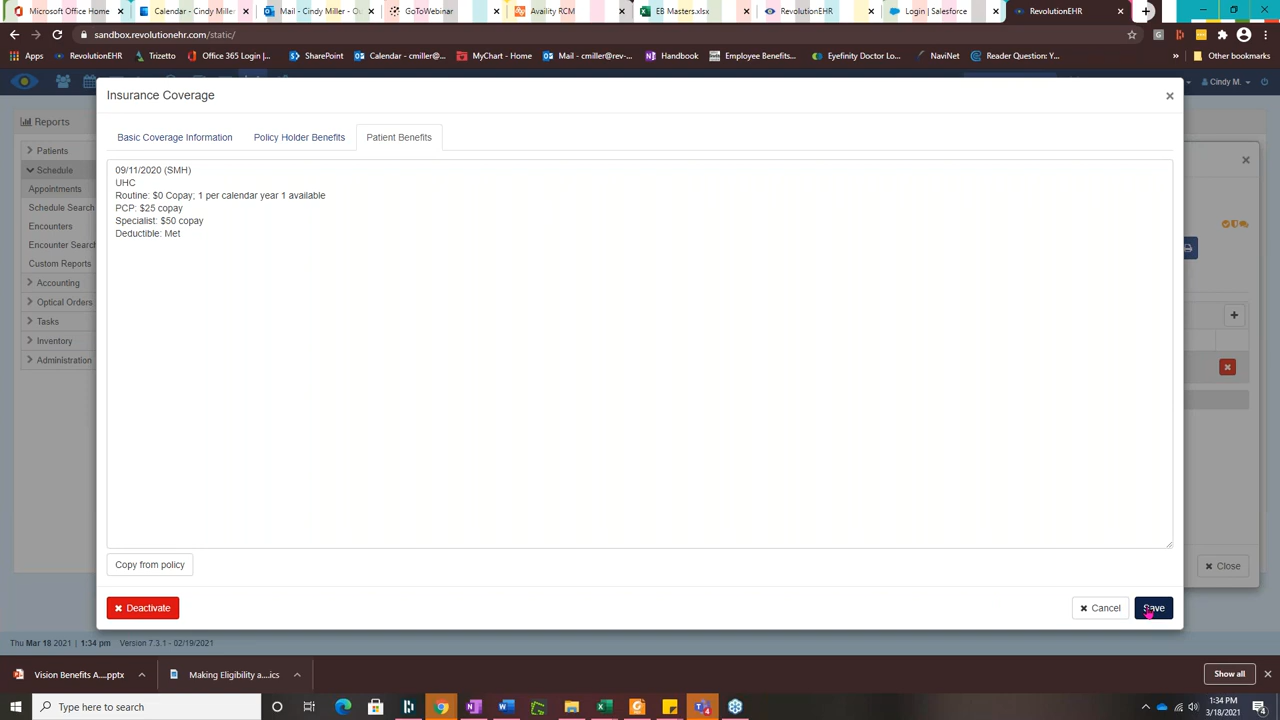 Microsoft Office Home
Calendar - Cindy Miller - O
Mail - Cindy Miller - Ou
GoToWebinar
Availity RCM
EB Masters.xlsx
RevolutionEHR
Login | Salesforce
RevolutionEHR
sandbox.revolutionehr.com/static/
Apps
RevolutionEHR
Trizetto
Office 365 Login |...
SharePoint
Calendar - cmiller@...
MyChart - Home
Mail - cmiller@rev-...
Handbook
Employee Benefits...
Eyefinity Doctor Lo...
NaviNet
Reader Question: Y...
Other bookmarks
Cindy M.
Insurance Coverage
Reports
Basic Coverage Information
Policy Holder Benefits
Patient Benefits
Patients
Schedule
Appointments
Schedule Search
Encounters
Encounter Search
Custom Reports
Accounting
Optical Orders
Tasks
Inventory
Administration
09/11/2020 (SMH)
UHC
Routine: $0 Copay; 1 per calendar year 1 available
PCP: $25 copay
Specialist: $50 copay
Deductible: Met
Copy from policy
Close
Deactivate
Cancel
Save
Thu Mar 18 2021 | 1:34 pm Version 7.3.1 - 02/19/2021
Vision Benefits A....pptx
Making Eligibility a....ics
Show all
Type here to search
1:34 PM
3/18/2021